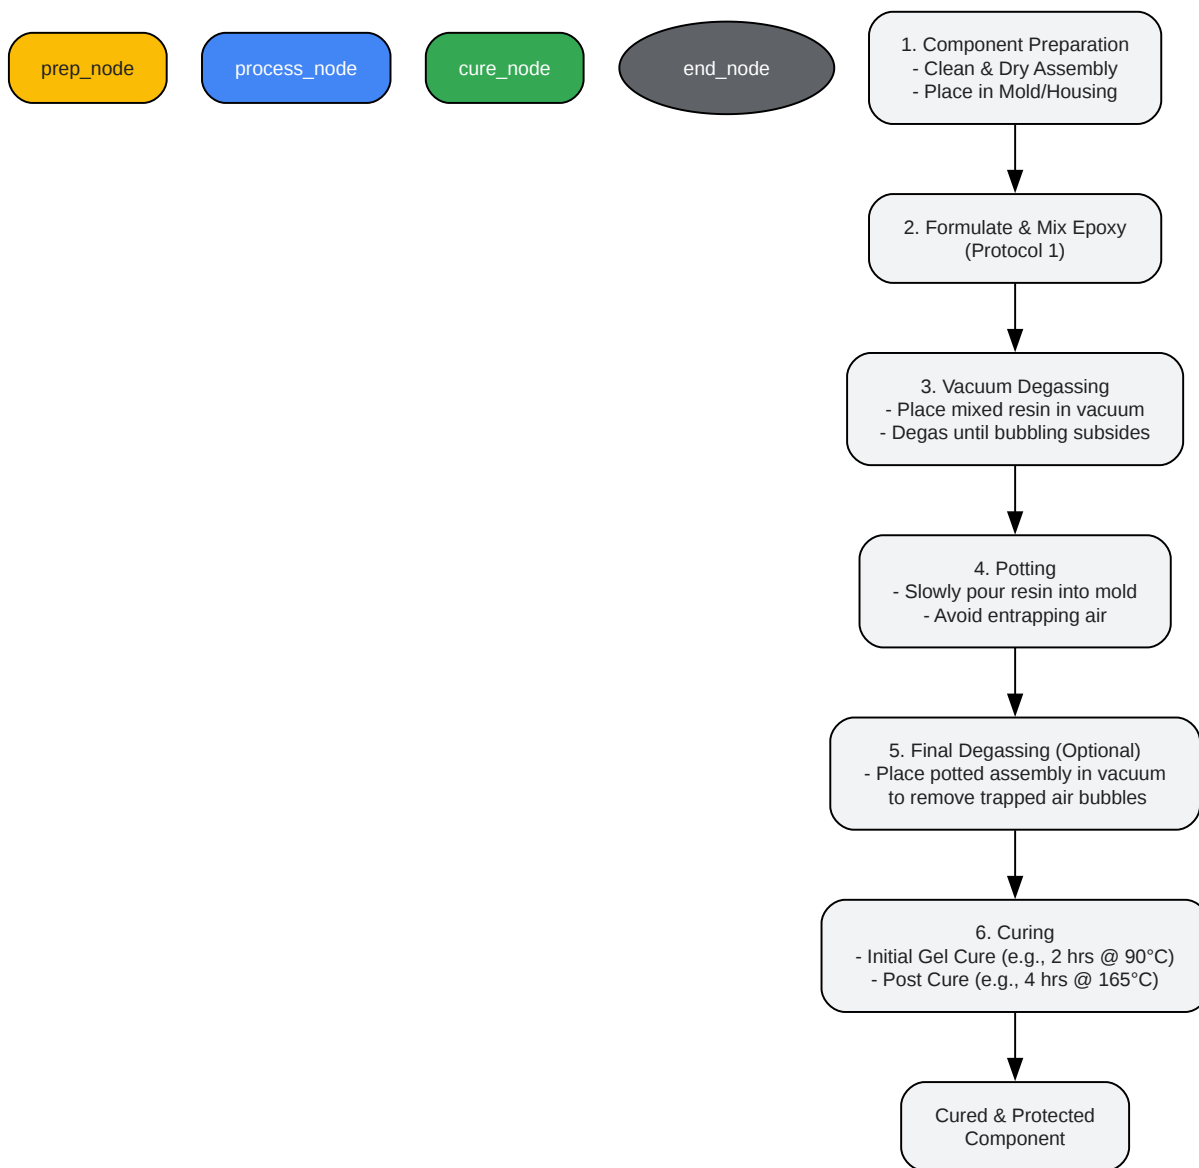 prep_node
process_node
cure_node
end_node
1. Component Preparation
- Clean & Dry Assembly
- Place in Mold/Housing
2. Formulate & Mix Epoxy
(Protocol 1)
3. Vacuum Degassing
- Place mixed resin in vacuum
- Degas until bubbling subsides
4. Potting
- Slowly pour resin into mold
- Avoid entrapping air
5. Final Degassing (Optional)
- Place potted assembly in vacuum
to remove trapped air bubbles
6. Curing
- Initial Gel Cure (e.g., 2 hrs @ 90°C)
- Post Cure (e.g., 4 hrs @ 165°C)
Cured & Protected
Component